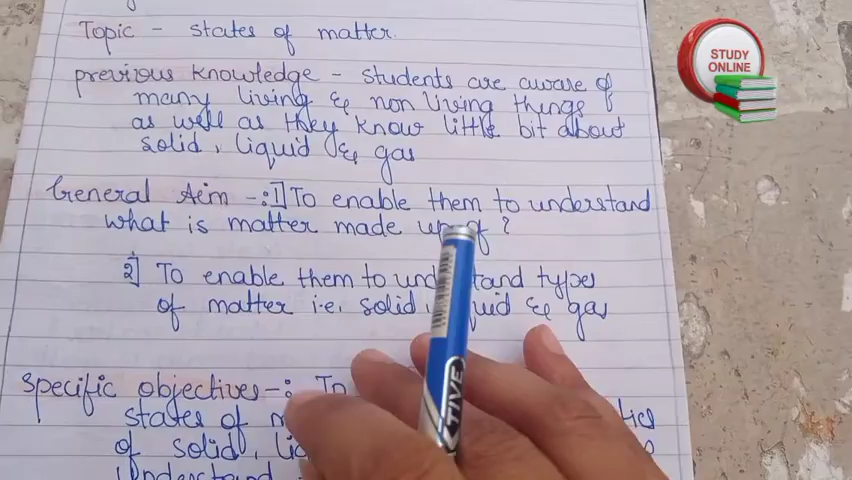 Topic - states of matter.
STUDY
ONLINE
previous knowledge - students are aware of
many living & non living things
as well as they know little bit about
solid, liquid & gas
General Aim -: 1] To enable them to understand
what is matter made up of ?
2] To enable them to understand types
of matter i.e. solid, liquid & gas
specific objectives -: To
states of
of solid,
understand
TIVE